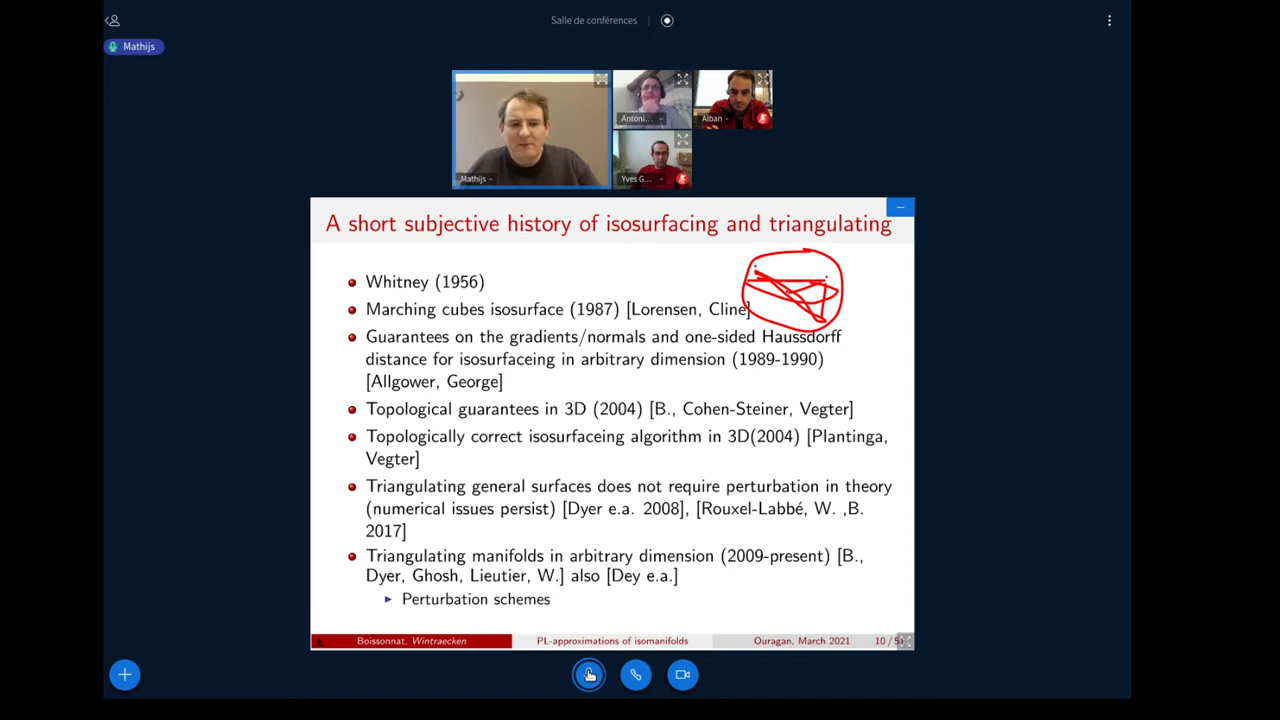 Salle de conférences
Mathijs
Mathijs
Antoni...
Alban
Yves G...
A short subjective history of isosurfacing and triangulating
Whitney (1956)
Marching cubes isosurface (1987) [Lorensen, Cline]
Guarantees on the gradients/normals and one-sided Haussdorff
distance for isosurfaceing in arbitrary dimension (1989-1990)
[Allgower, George]
Topological guarantees in 3D (2004) [B., Cohen-Steiner, Vegter]
Topologically correct isosurfaceing algorithm in 3D(2004) [Plantinga,
Vegter]
Triangulating general surfaces does not require perturbation in theory
(numerical issues persist) [Dyer e.a. 2008], [Rouxel-Labbé, W. ,B.
2017]
Triangulating manifolds in arbitrary dimension (2009-present) [B.,
Dyer, Ghosh, Lieutier, W.] also [Dey e.a.]
Perturbation schemes
Boissonnat, Wintraecken PL-approximations of isomanifolds Ouragan, March 2021 10 / 5